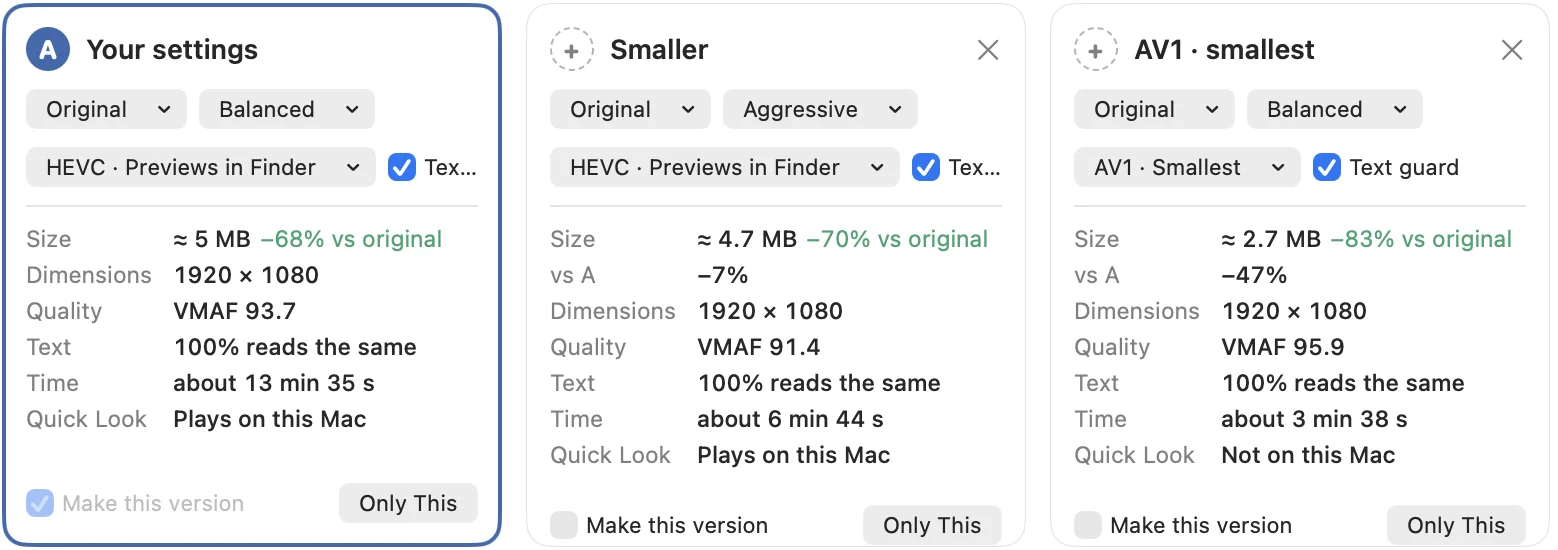 A Your settings
Original Balanced
HEVC · Previews in Finder Tex...
Size ≈ 5 MB −68% vs original
Dimensions 1920 × 1080
Quality VMAF 93.7
Text 100% reads the same
Time about 13 min 35 s
Quick Look Plays on this Mac
Make this version Only This
+ Smaller
Original Aggressive
HEVC · Previews in Finder Tex...
Size ≈ 4.7 MB −70% vs original
vs A −7%
Dimensions 1920 × 1080
Quality VMAF 91.4
Text 100% reads the same
Time about 6 min 44 s
Quick Look Plays on this Mac
Make this version Only This
+ AV1 · smallest
Original Balanced
AV1 · Smallest Text guard
Size ≈ 2.7 MB −83% vs original
vs A −47%
Dimensions 1920 × 1080
Quality VMAF 95.9
Text 100% reads the same
Time about 3 min 38 s
Quick Look Not on this Mac
Make this version Only This